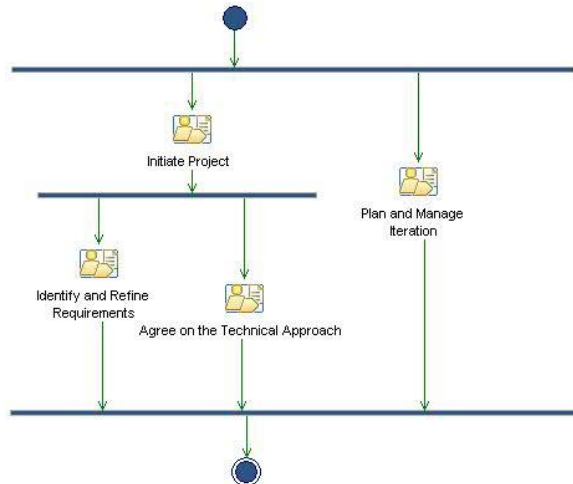 Initiate Project
Plan and Manage
Iteration
Identify and Refine
Requirements
Agree on the Technical Approach